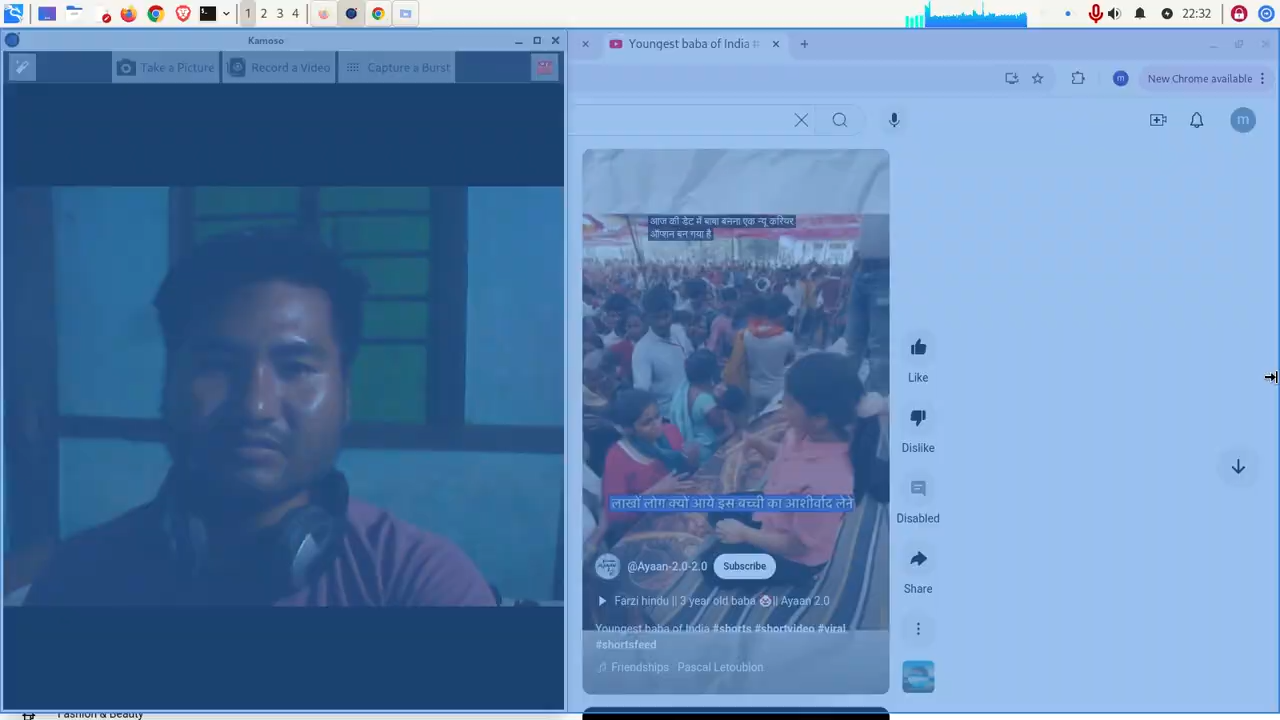 1 2 3 4
22:32
Kamoso
Youngest baba of India #
Take a Picture
Record a Video
Capture a Burst
m
New Chrome available
m
आज की डेट में बाबा बनना एक न्यू करियर
ऑप्शन बन गया है
Like
Dislike
लाखों लोग क्यों आये इस बच्ची का आशीर्वाद लेने
Disabled
@Ayaan-2.0-2.0
Subscribe
Share
Farzi hindu || 3 year old baba 🤡|| Ayaan 2.0
Youngest baba of India #shorts #shortvideo #viral
#shortsfeed
Friendships Pascal Letoublon
Fashion & Beauty